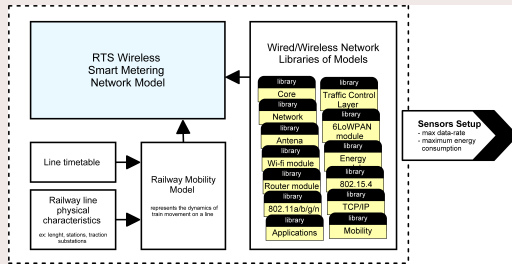 RTS Wireless
Smart Metering
Network Model
Wired/Wireless Network
Libraries of Models
library
Core
library
Network
library
Antena
library
Wi-fi module
library
Router module
library
802.11a/b/g/n
library
Applications
library
Traffic Control
Layer
library
6LoWPAN
module
library
Energy
library
802.15.4
library
TCP/IP
library
Mobility
Sensors Setup
- max data-rate
- maximum energy
consumption
Line timetable
Railway line
physical
characteristics
ex: lenght, stations, traction
substations
Railway Mobility
Model
represents the dynamics of
train movement on a line